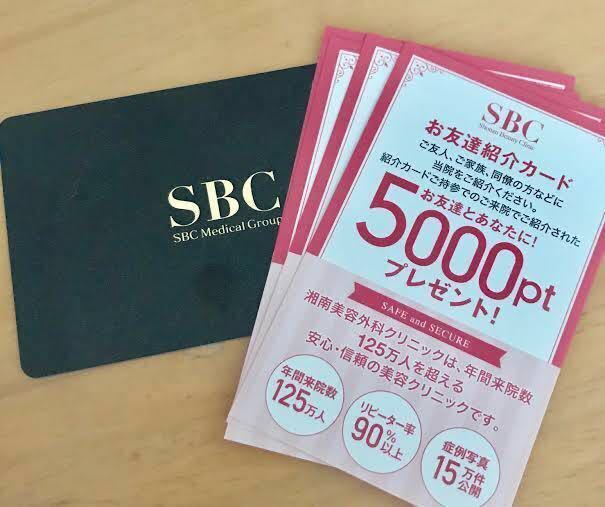 SBC
SBC Medical Group
SBC
Shonan Beauty Clinic
お友達紹介カード
ご友人、ご家族、同僚の方などに
当院をご紹介ください。
紹介カードご持参でのご来院でご紹介された
お友達とあなたに!
5000pt
プレゼント!
SAFE and SECURE
湘南美容外科クリニックは、年間来院数
125万人を超える
安心・信頼の美容クリニックです。
年間来院数
125万人
リピーター率
90%以上
症例写真
15万件公開